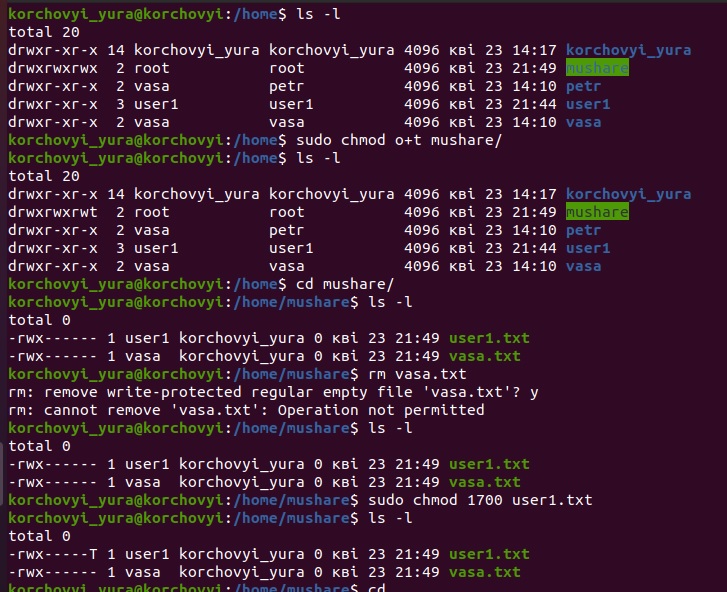 korchovyi_yura@korchovyi:/home$ ls -l
total 20
drwxr-xr-x 14 korchovyi_yura korchovyi_yura 4096 кві 23 14:17 korchovyi_yura
drwxrwxrwx  2 root           root           4096 кві 23 21:49 mushare
drwxr-xr-x  2 vasa           petr           4096 кві 23 14:10 petr
drwxr-xr-x  3 user1          user1          4096 кві 23 21:44 user1
drwxr-xr-x  2 vasa           vasa           4096 кві 23 14:10 vasa
korchovyi_yura@korchovyi:/home$ sudo chmod o+t mushare/
korchovyi_yura@korchovyi:/home$ ls -l
total 20
drwxr-xr-x 14 korchovyi_yura korchovyi_yura 4096 кві 23 14:17 korchovyi_yura
drwxrwxrwt  2 root           root           4096 кві 23 21:49 mushare
drwxr-xr-x  2 vasa           petr           4096 кві 23 14:10 petr
drwxr-xr-x  3 user1          user1          4096 кві 23 21:44 user1
drwxr-xr-x  2 vasa           vasa           4096 кві 23 14:10 vasa
korchovyi_yura@korchovyi:/home$ cd mushare/
korchovyi_yura@korchovyi:/home/mushare$ ls -l
total 0
-rwx------ 1 user1 korchovyi_yura 0 кві 23 21:49 user1.txt
-rwx------ 1 vasa  korchovyi_yura 0 кві 23 21:49 vasa.txt
korchovyi_yura@korchovyi:/home/mushare$ rm vasa.txt
rm: remove write-protected regular empty file 'vasa.txt'? y
rm: cannot remove 'vasa.txt': Operation not permitted
korchovyi_yura@korchovyi:/home/mushare$ ls -l
total 0
-rwx------ 1 user1 korchovyi_yura 0 кві 23 21:49 user1.txt
-rwx------ 1 vasa  korchovyi_yura 0 кві 23 21:49 vasa.txt
korchovyi_yura@korchovyi:/home/mushare$ sudo chmod 1700 user1.txt
korchovyi_yura@korchovyi:/home/mushare$ ls -l
total 0
-rwx-----T 1 user1 korchovyi_yura 0 кві 23 21:49 user1.txt
-rwx------ 1 vasa  korchovyi_yura 0 кві 23 21:49 vasa.txt
korchovyi_yura@korchovyi:/home/mushare$ cd